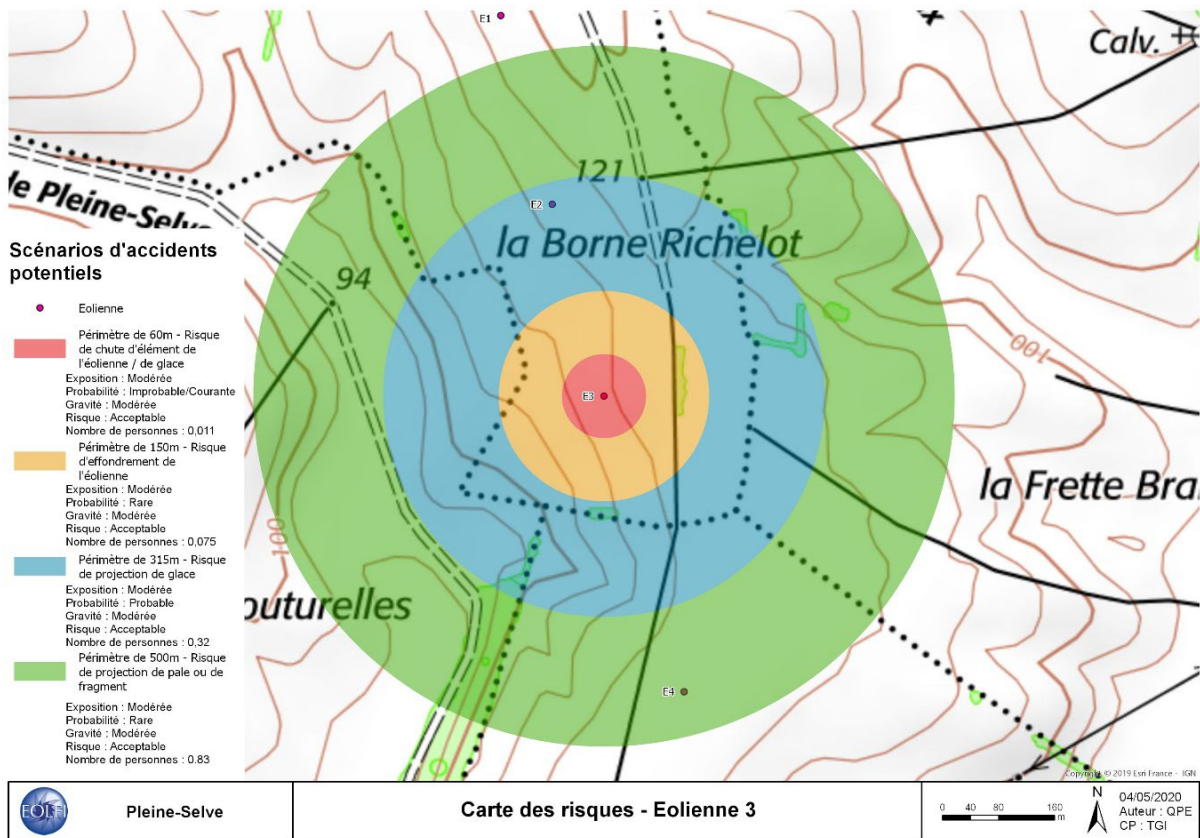 E1
Calv.
de Pleine-Selve
121
E2
la Borne Richelot
94
100
E3
la Frette Bra
100
outurelles
E4
Scénarios d'accidents
potentiels
Eolienne
Périmètre de 60m - Risque
de chute d'élément de
l'éolienne / de glace
Exposition : Modérée
Probabilité : Improbable/Courante
Gravité : Modérée
Risque : Acceptable
Nombre de personnes : 0,011
Périmètre de 150m - Risque
d'effondrement de
l'éolienne
Exposition : Modérée
Probabilité : Rare
Gravité : Modérée
Risque : Acceptable
Nombre de personnes : 0,075
Périmètre de 315m - Risque
de projection de glace
Exposition : Modérée
Probabilité : Probable
Gravité : Modérée
Risque : Acceptable
Nombre de personnes : 0,32
Périmètre de 500m - Risque
de projection de pale ou de
fragment
Exposition : Modérée
Probabilité : Rare
Gravité : Modérée
Risque : Acceptable
Nombre de personnes : 0.83
Copyright © 2019 Esri France - IGN
EOLFI
Pleine-Selve
Carte des risques - Eolienne 3
0 40 80 160
m
N
04/05/2020
Auteur : QPE
CP : TGI